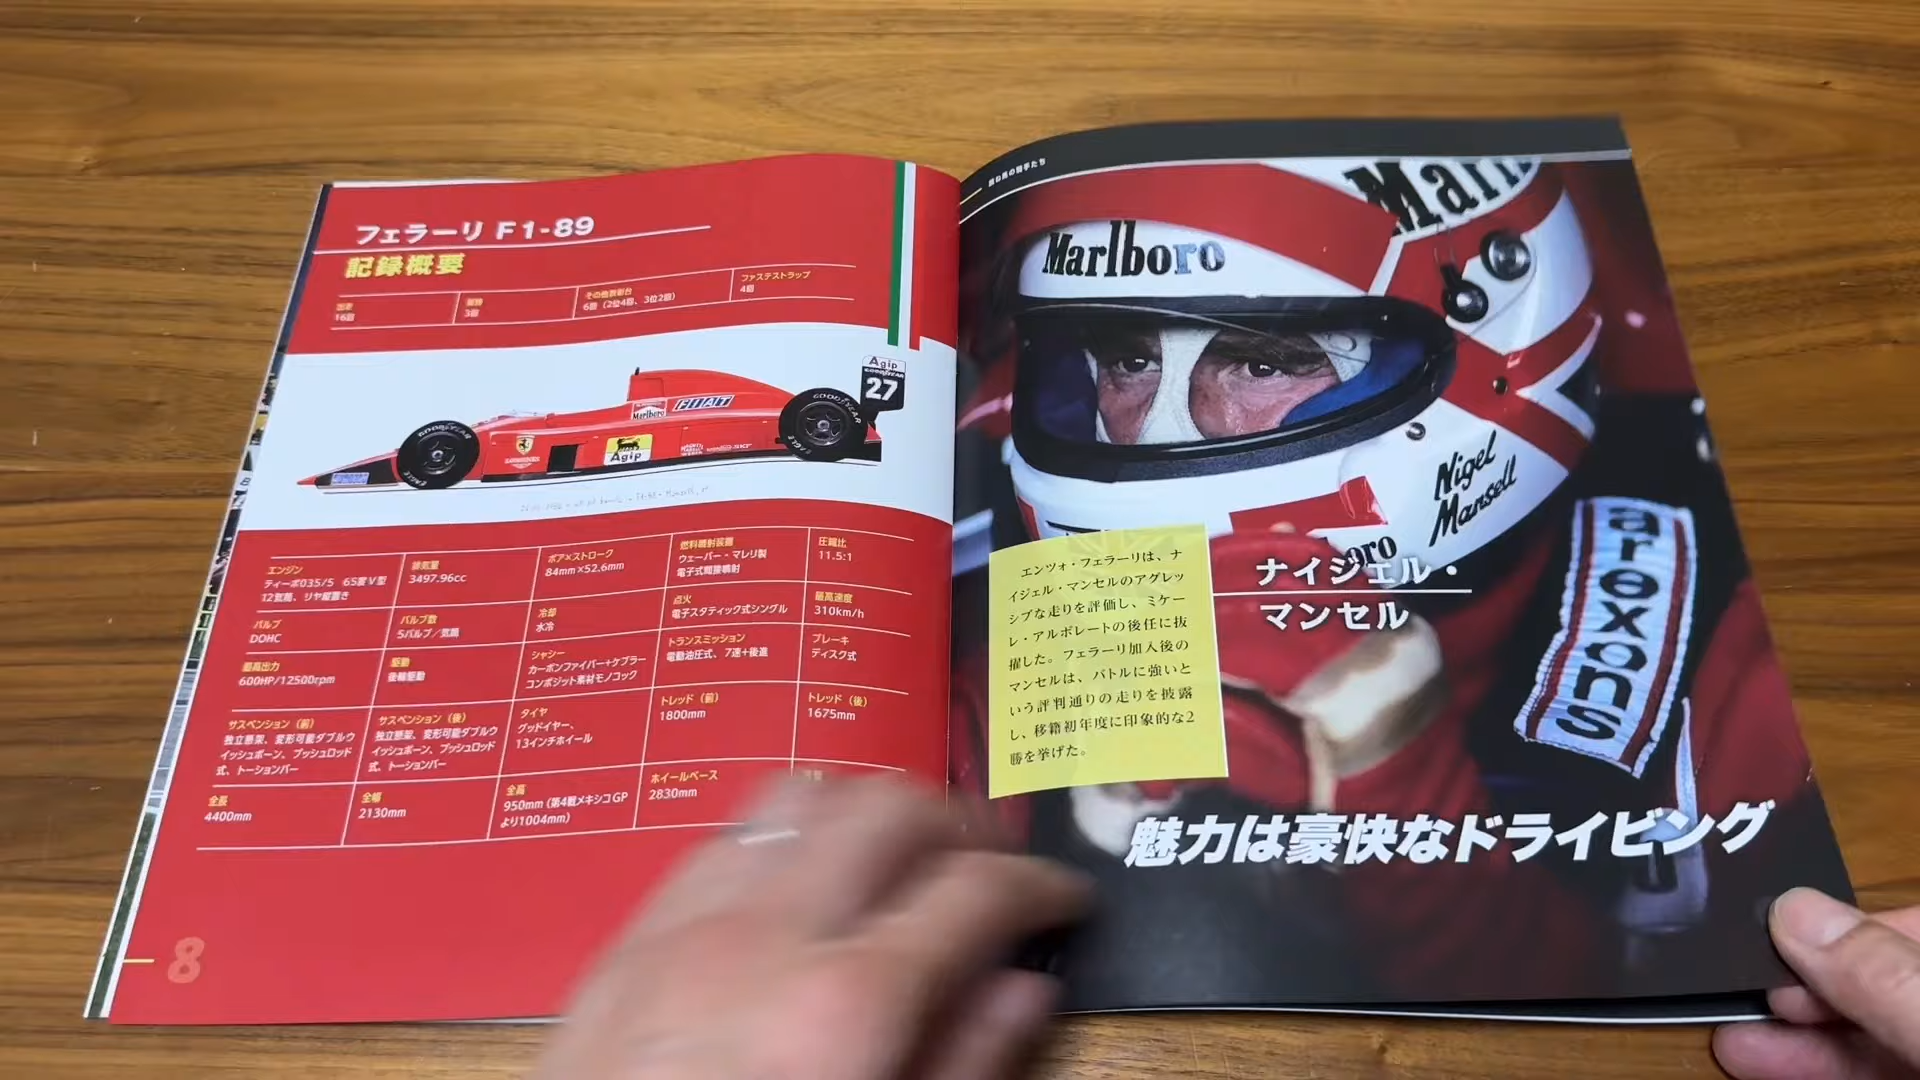 フェラーリ F1-89
記録概要
出走
16回
優勝
3回
その他表彰台
6回（2位4回、3位2回）
ファステストラップ
4回
Agip
GOODYEAR
27
Marlboro
FIAT
GOODYEAR
EAGLE
GOODYEAR
EAGLE
Agip
エンジン
ティーポ035/5 65度V型
12気筒、リヤ縦置き
排気量
3497.96cc
ボア×ストローク
84mm×52.6mm
燃料噴射装置
ウェーバー・マレリ製
電子式間接噴射
圧縮比
11.5:1
バルブ
DOHC
バルブ数
5バルブ／気筒
冷却
水冷
点火
電子スタティック式シングル
最高速度
310km/h
最高出力
600HP/12500rpm
駆動
後輪駆動
シャシー
カーボンファイバー+ケブラー
コンポジット素材モノコック
トランスミッション
電動油圧式、7速+後進
ブレーキ
ディスク式
サスペンション（前）
独立懸架、変形可能ダブルウ
イッシュボーン、プッシュロッド
式、トーションバー
サスペンション（後）
独立懸架、変形可能ダブルウ
イッシュボーン、プッシュロッド
式、トーションバー
タイヤ
グッドイヤー、
13インチホイール
トレッド（前）
1800mm
トレッド（後）
1675mm
全長
4400mm
全幅
2130mm
全高
950mm（第4戦メキシコGP
より1004mm）
ホイールベース
2830mm
8
跳ね馬の騎手たち
Marlboro
Marl
Nigel
Mansell
boro
arexons
ナイジェル・
マンセル
エンツォ・フェラーリは、ナ
イジェル・マンセルのアグレッ
シブな走りを評価し、ミケー
レ・アルボレートの後任に抜
擢した。フェラーリ加入後の
マンセルは、バトルに強いと
いう評判通りの走りを披露
し、移籍初年度に印象的な2
勝を挙げた。
魅力は豪快なドライビング